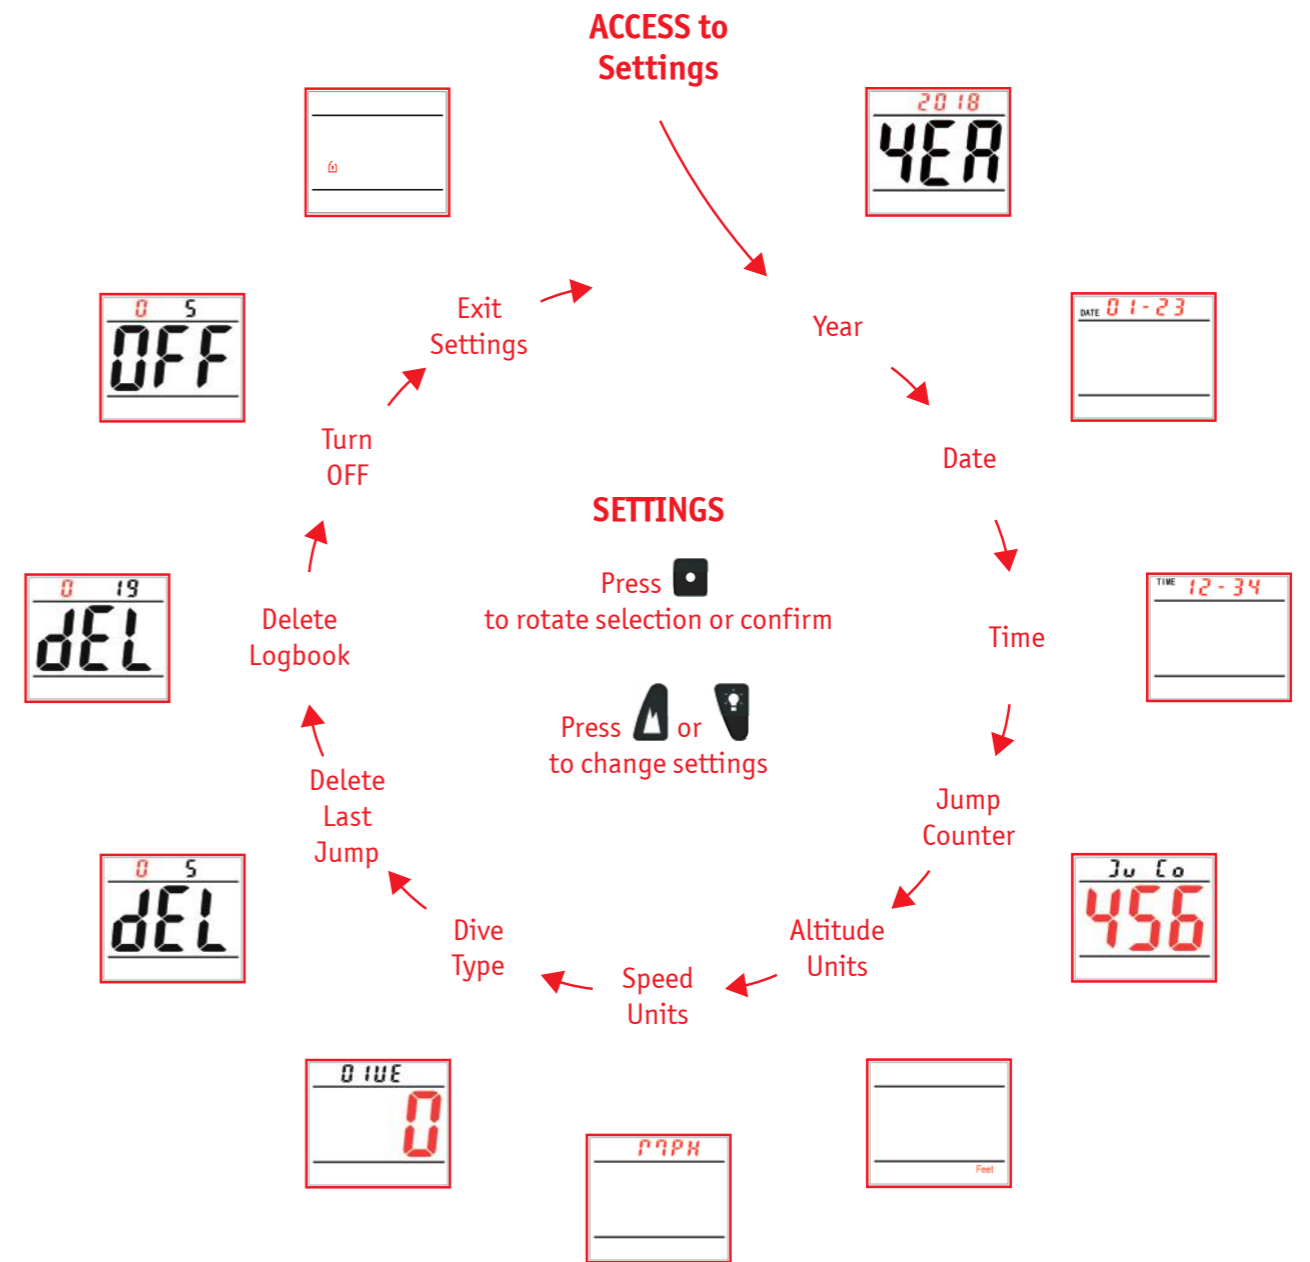 ACCESS to
Settings
2018
YEA
DATE 01-23
TIME 12-34
Ju Co
456
Feet
MPH
DIVE
0
0 5
dEL
0 19
dEL
0 5
OFF
Year
Date
Time
Jump
Counter
Altitude
Units
Speed
Units
Dive
Type
Delete
Last
Jump
Delete
Logbook
Turn
OFF
Exit
Settings
SETTINGS
Press
to rotate selection or confirm
Press or
to change settings